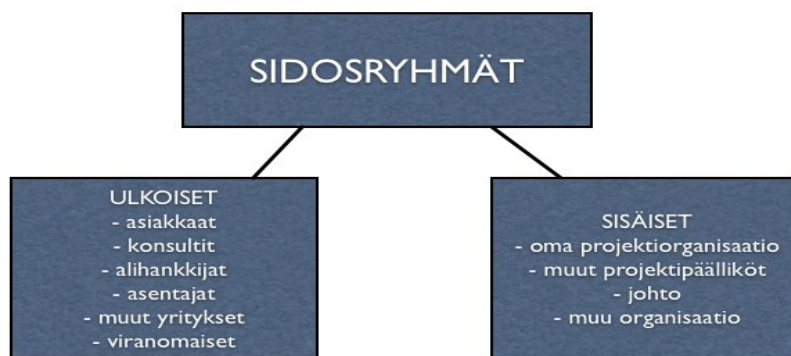 SIDOSRYHMÄT
ULKOISET
- asiakkaat
- konsultit
- alihankkijat
- asentajat
- muut yritykset
- viranomaiset
SISÄISET
- oma projektiorganisaatio
- muut projektipäälliköt
- johto
- muu organisaatio